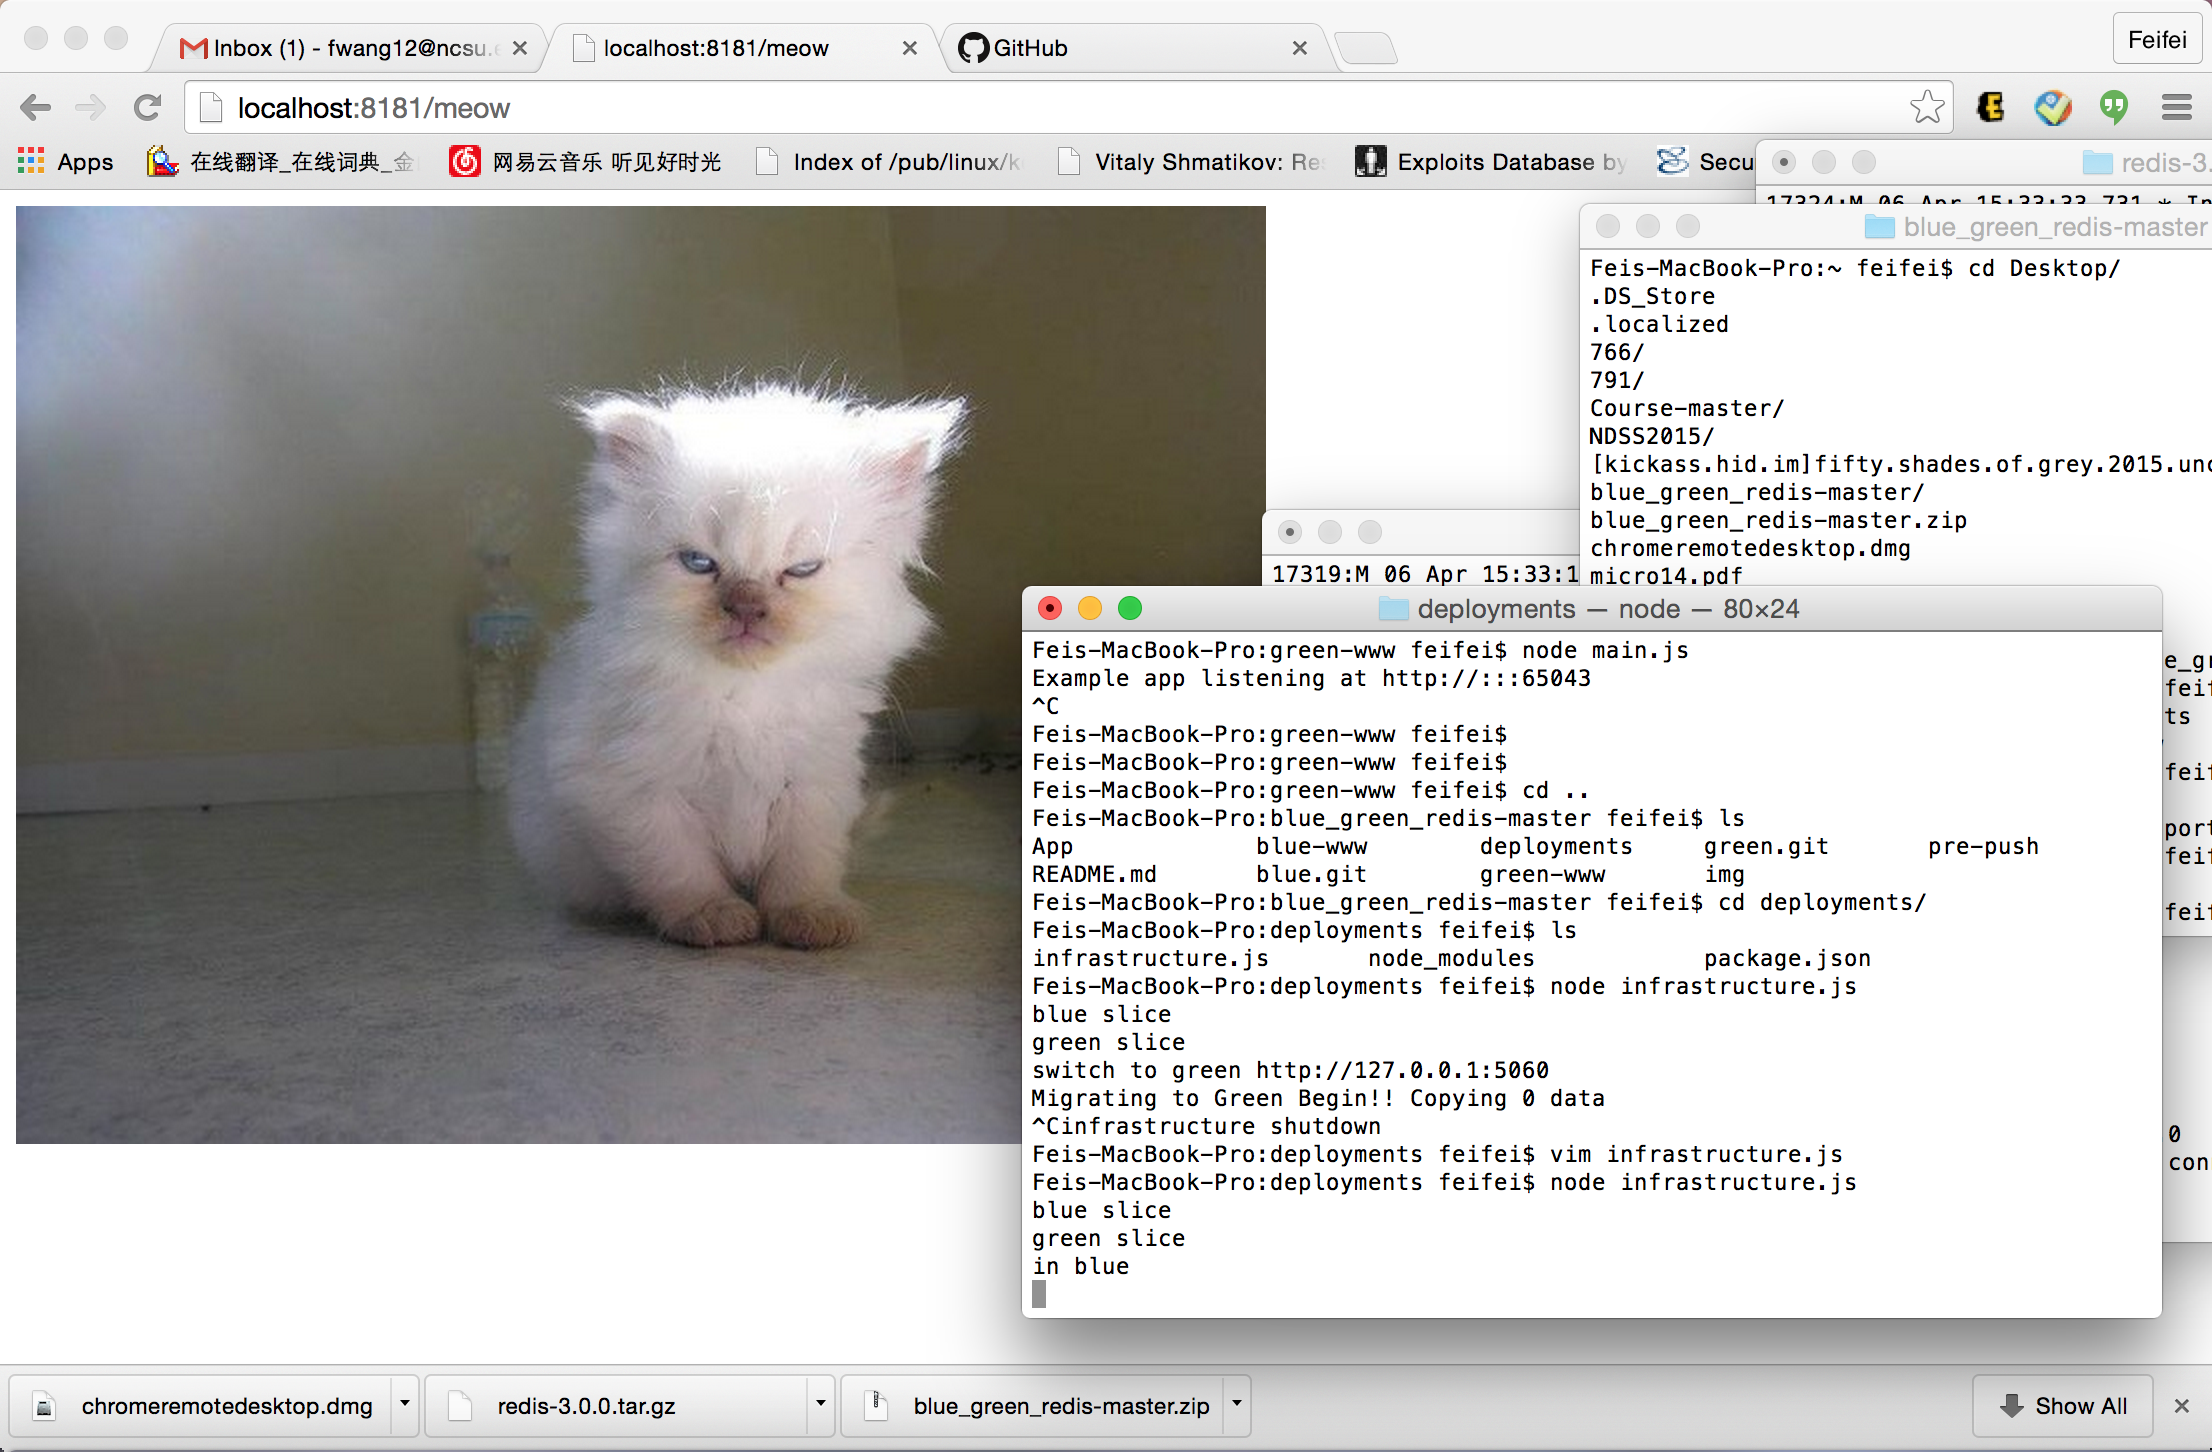 Inbox (1) - fwang12@ncsu.e
localhost:8181/meow
GitHub
Feifei
localhost:8181/meow
Apps
在线翻译_在线词典_金
网易云音乐 听见好时光
Index of /pub/linux/k
Vitaly Shmatikov: Res
Exploits Database by
Secu
redis-3.
17324:M 06 Apr 15:33:33.731 * In
blue_green_redis-master
Feis-MacBook-Pro:~ feifei$ cd Desktop/
.DS_Store
.localized
766/
791/
Course-master/
NDSS2015/
[kickass.hid.im]fifty.shades.of.grey.2015.unc
blue_green_redis-master/
blue_green_redis-master.zip
chromeremotedesktop.dmg
micro14.pdf
17319:M 06 Apr 15:33:1
deployments — node — 80×24
Feis-MacBook-Pro:green-www feifei$ node main.js
Example app listening at http://:::65043
^C
Feis-MacBook-Pro:green-www feifei$
Feis-MacBook-Pro:green-www feifei$
Feis-MacBook-Pro:green-www feifei$ cd ..
Feis-MacBook-Pro:blue_green_redis-master feifei$ ls
App blue-www deployments green.git pre-push
README.md blue.git green-www img
Feis-MacBook-Pro:blue_green_redis-master feifei$ cd deployments/
Feis-MacBook-Pro:deployments feifei$ ls
infrastructure.js node_modules package.json
Feis-MacBook-Pro:deployments feifei$ node infrastructure.js
blue slice
green slice
switch to green http://127.0.0.1:5060
Migrating to Green Begin!! Copying 0 data
^Cinfrastructure shutdown
Feis-MacBook-Pro:deployments feifei$ vim infrastructure.js
Feis-MacBook-Pro:deployments feifei$ node infrastructure.js
blue slice
green slice
in blue
e_gr
feif
ts
feif
port
feif
feif
0
con
chromeremotedesktop.dmg
redis-3.0.0.tar.gz
blue_green_redis-master.zip
Show All